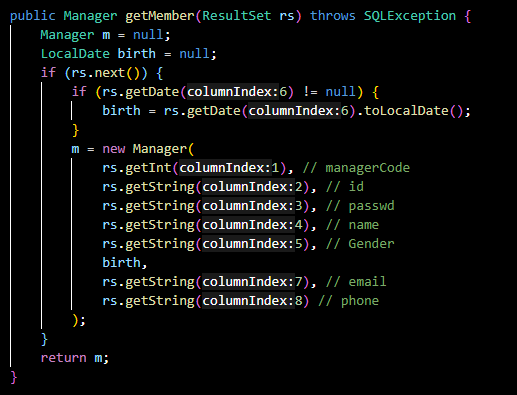 public Manager getMember(ResultSet rs) throws SQLException {
Manager m = null;
LocalDate birth = null;
if (rs.next()) {
if (rs.getDate(columnIndex:6) != null) {
birth = rs.getDate(columnIndex:6).toLocalDate();
}
m = new Manager(
rs.getInt(columnIndex:1), // managerCode
rs.getString(columnIndex:2), // id
rs.getString(columnIndex:3), // passwd
rs.getString(columnIndex:4), // name
rs.getString(columnIndex:5), // Gender
birth,
rs.getString(columnIndex:7), // email
rs.getString(columnIndex:8) // phone
);
}
return m;
}